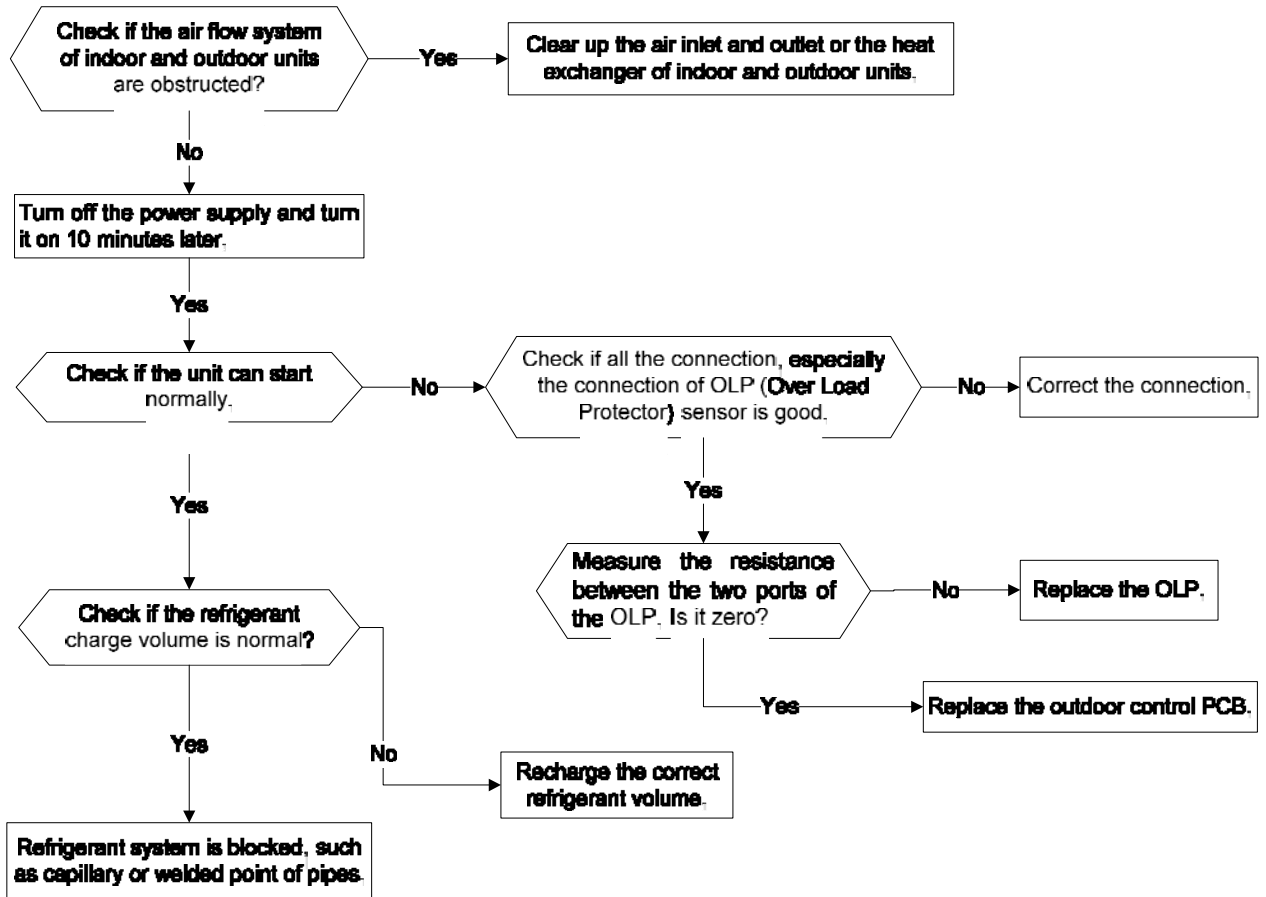 Check if the air flow system
of indoor and outdoor units
are obstructed?
Yes
Clear up the air inlet and outlet or the heat
exchanger of indoor and outdoor units.
No
Turn off the power supply and turn
it on 10 minutes later.
Yes
Check if the unit can start
normally.
No
Check if all the connection, especially
the connection of OLP (Over Load
Protector) sensor is good.
No
Correct the connection.
Yes
Yes
Measure the resistance
between the two ports of
the OLP. Is it zero?
No
Replace the OLP.
Check if the refrigerant
charge volume is normal?
Yes
Replace the outdoor control PCB.
Yes
No
Recharge the correct
refrigerant volume.
Refrigerant system is blocked, such
as capillary or welded point of pipes.